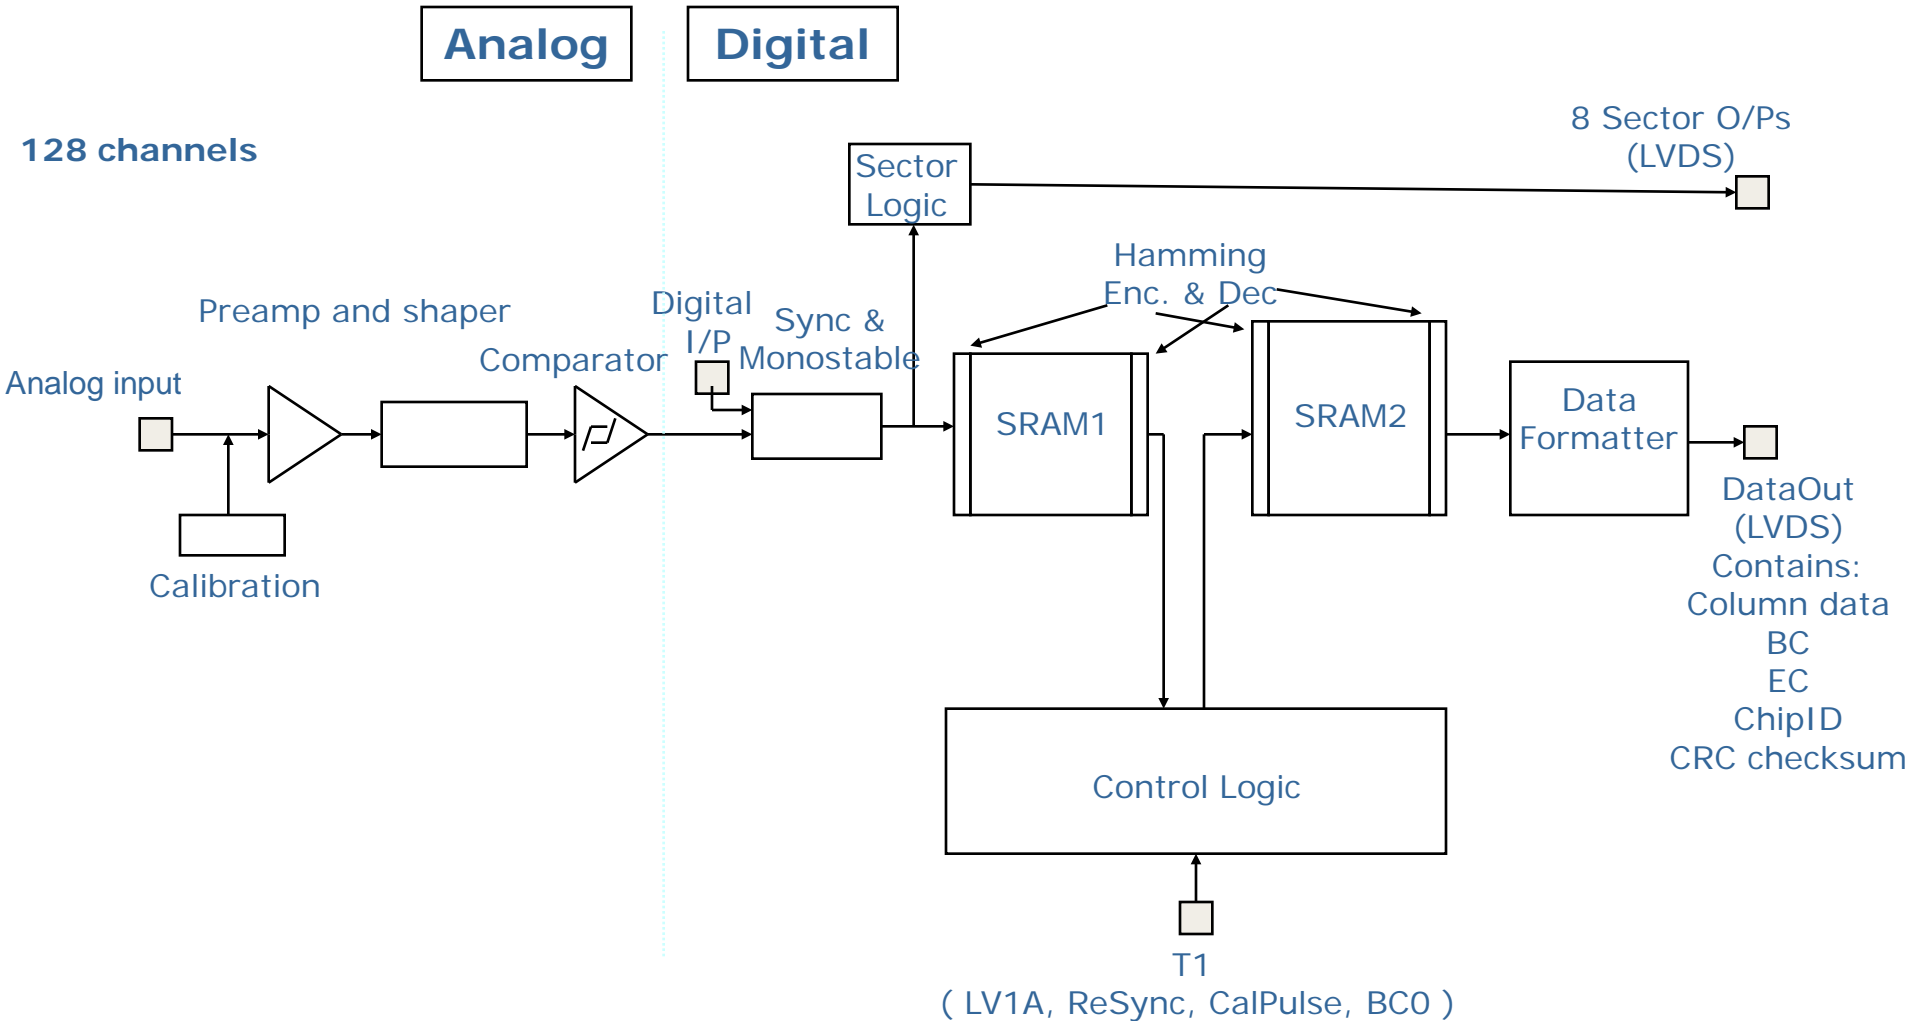 Analog
Digital
128 channels
8 Sector O/Ps
(LVDS)
Sector
Logic
Hamming
Enc. & Dec
Preamp and shaper
Digital
I/P
Sync &
Monostable
Comparator
Analog input
SRAM1
SRAM2
Data
Formatter
DataOut
(LVDS)
Contains:
Column data
BC
EC
ChipID
CRC checksum
Calibration
Control Logic
T1
( LV1A, ReSync, CalPulse, BC0 )